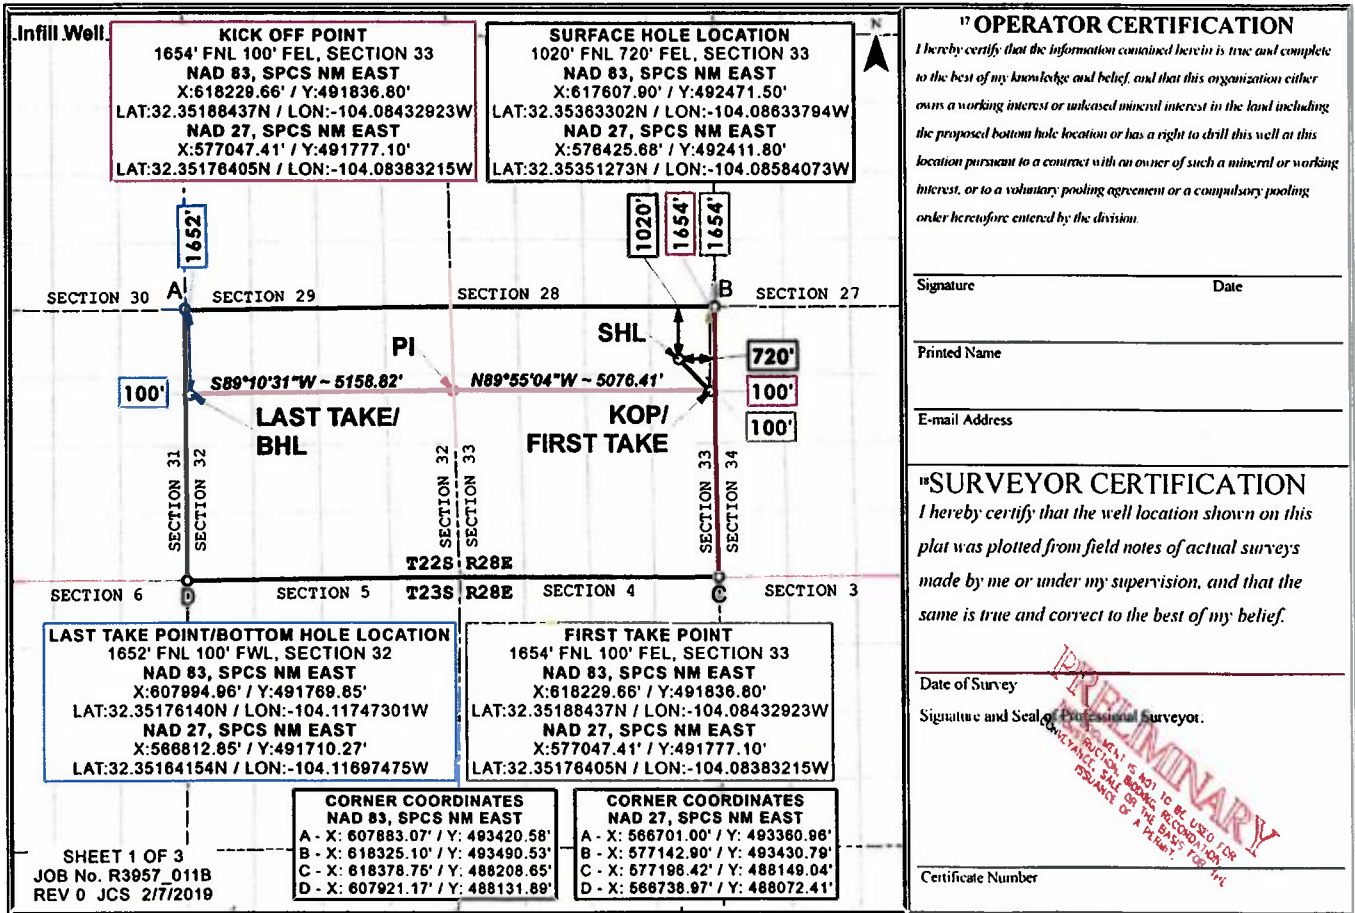 Infill Well
KICK OFF POINT
1654' FNL 100' FEL, SECTION 33
NAD 83, SPCS NM EAST
X:618229.66' / Y:491836.80'
LAT:32.35188437N / LON:-104.08432923W
NAD 27, SPCS NM EAST
X:577047.41' / Y:491777.10'
LAT:32.35176405N / LON:-104.08383215W
SURFACE HOLE LOCATION
1020' FNL 720' FEL, SECTION 33
NAD 83, SPCS NM EAST
X:617607.90' / Y:492471.50'
LAT:32.35363302N / LON:-104.08633794W
NAD 27, SPCS NM EAST
X:576425.68' / Y:492411.80'
LAT:32.35351273N / LON:-104.08584073W
N
1652'
1020'
1654'
1654'
SECTION 30
A
SECTION 29
SECTION 28
B
SECTION 27
PI
SHL
720'
100'
S89°10'31"W ~ 5158.82'
N89°55'04"W ~ 5076.41'
100'
LAST TAKE/
BHL
KOP/
FIRST TAKE
100'
SECTION 31
SECTION 32
SECTION 32
SECTION 33
SECTION 33
SECTION 34
T22S R28E
SECTION 6
D
SECTION 5
T23S R28E
SECTION 4
C
SECTION 3
LAST TAKE POINT/BOTTOM HOLE LOCATION
1652' FNL 100' FWL, SECTION 32
NAD 83, SPCS NM EAST
X:607994.96' / Y:491769.85'
LAT:32.35176140N / LON:-104.11747301W
NAD 27, SPCS NM EAST
X:566812.85' / Y:491710.27'
LAT:32.35164154N / LON:-104.11697475W
FIRST TAKE POINT
1654' FNL 100' FEL, SECTION 33
NAD 83, SPCS NM EAST
X:618229.66' / Y:491836.80'
LAT:32.35188437N / LON:-104.08432923W
NAD 27, SPCS NM EAST
X:577047.41' / Y:491777.10'
LAT:32.35176405N / LON:-104.08383215W
CORNER COORDINATES
NAD 83, SPCS NM EAST
A - X: 607883.07' / Y: 493420.58'
B - X: 618325.10' / Y: 493490.53'
C - X: 618378.75' / Y: 488208.65'
D - X: 607921.17' / Y: 488131.89'
CORNER COORDINATES
NAD 27, SPCS NM EAST
A - X: 566701.00' / Y: 493360.96'
B - X: 577142.90' / Y: 493430.79'
C - X: 577196.42' / Y: 488149.04'
D - X: 566738.97' / Y: 488072.41'
SHEET 1 OF 3
JOB No. R3957_011B
REV 0 JCS 2/7/2019
17 OPERATOR CERTIFICATION
I hereby certify that the information contained herein is true and complete
to the best of my knowledge and belief, and that this organization either
owns a working interest or unleased mineral interest in the land including
the proposed bottom hole location or has a right to drill this well at this
location pursuant to a contract with an owner of such a mineral or working
interest, or to a voluntary pooling agreement or a compulsory pooling
order heretofore entered by the division.
Signature Date
Printed Name
E-mail Address
18 SURVEYOR CERTIFICATION
I hereby certify that the well location shown on this
plat was plotted from field notes of actual surveys
made by me or under my supervision, and that the
same is true and correct to the best of my belief.
Date of Survey
Signature and Seal of Professional Surveyor.
PRELIMINARY
IS NOT TO BE USED FOR
BIDDING, RECORDATION,
CONVEYANCE, SALE OR THE BASIS FOR THE
ISSUANCE OF A PERMIT.
Certificate Number